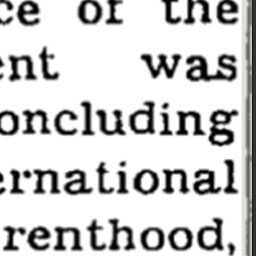 ce of the
ent was
oncluding
ernational
renthood,